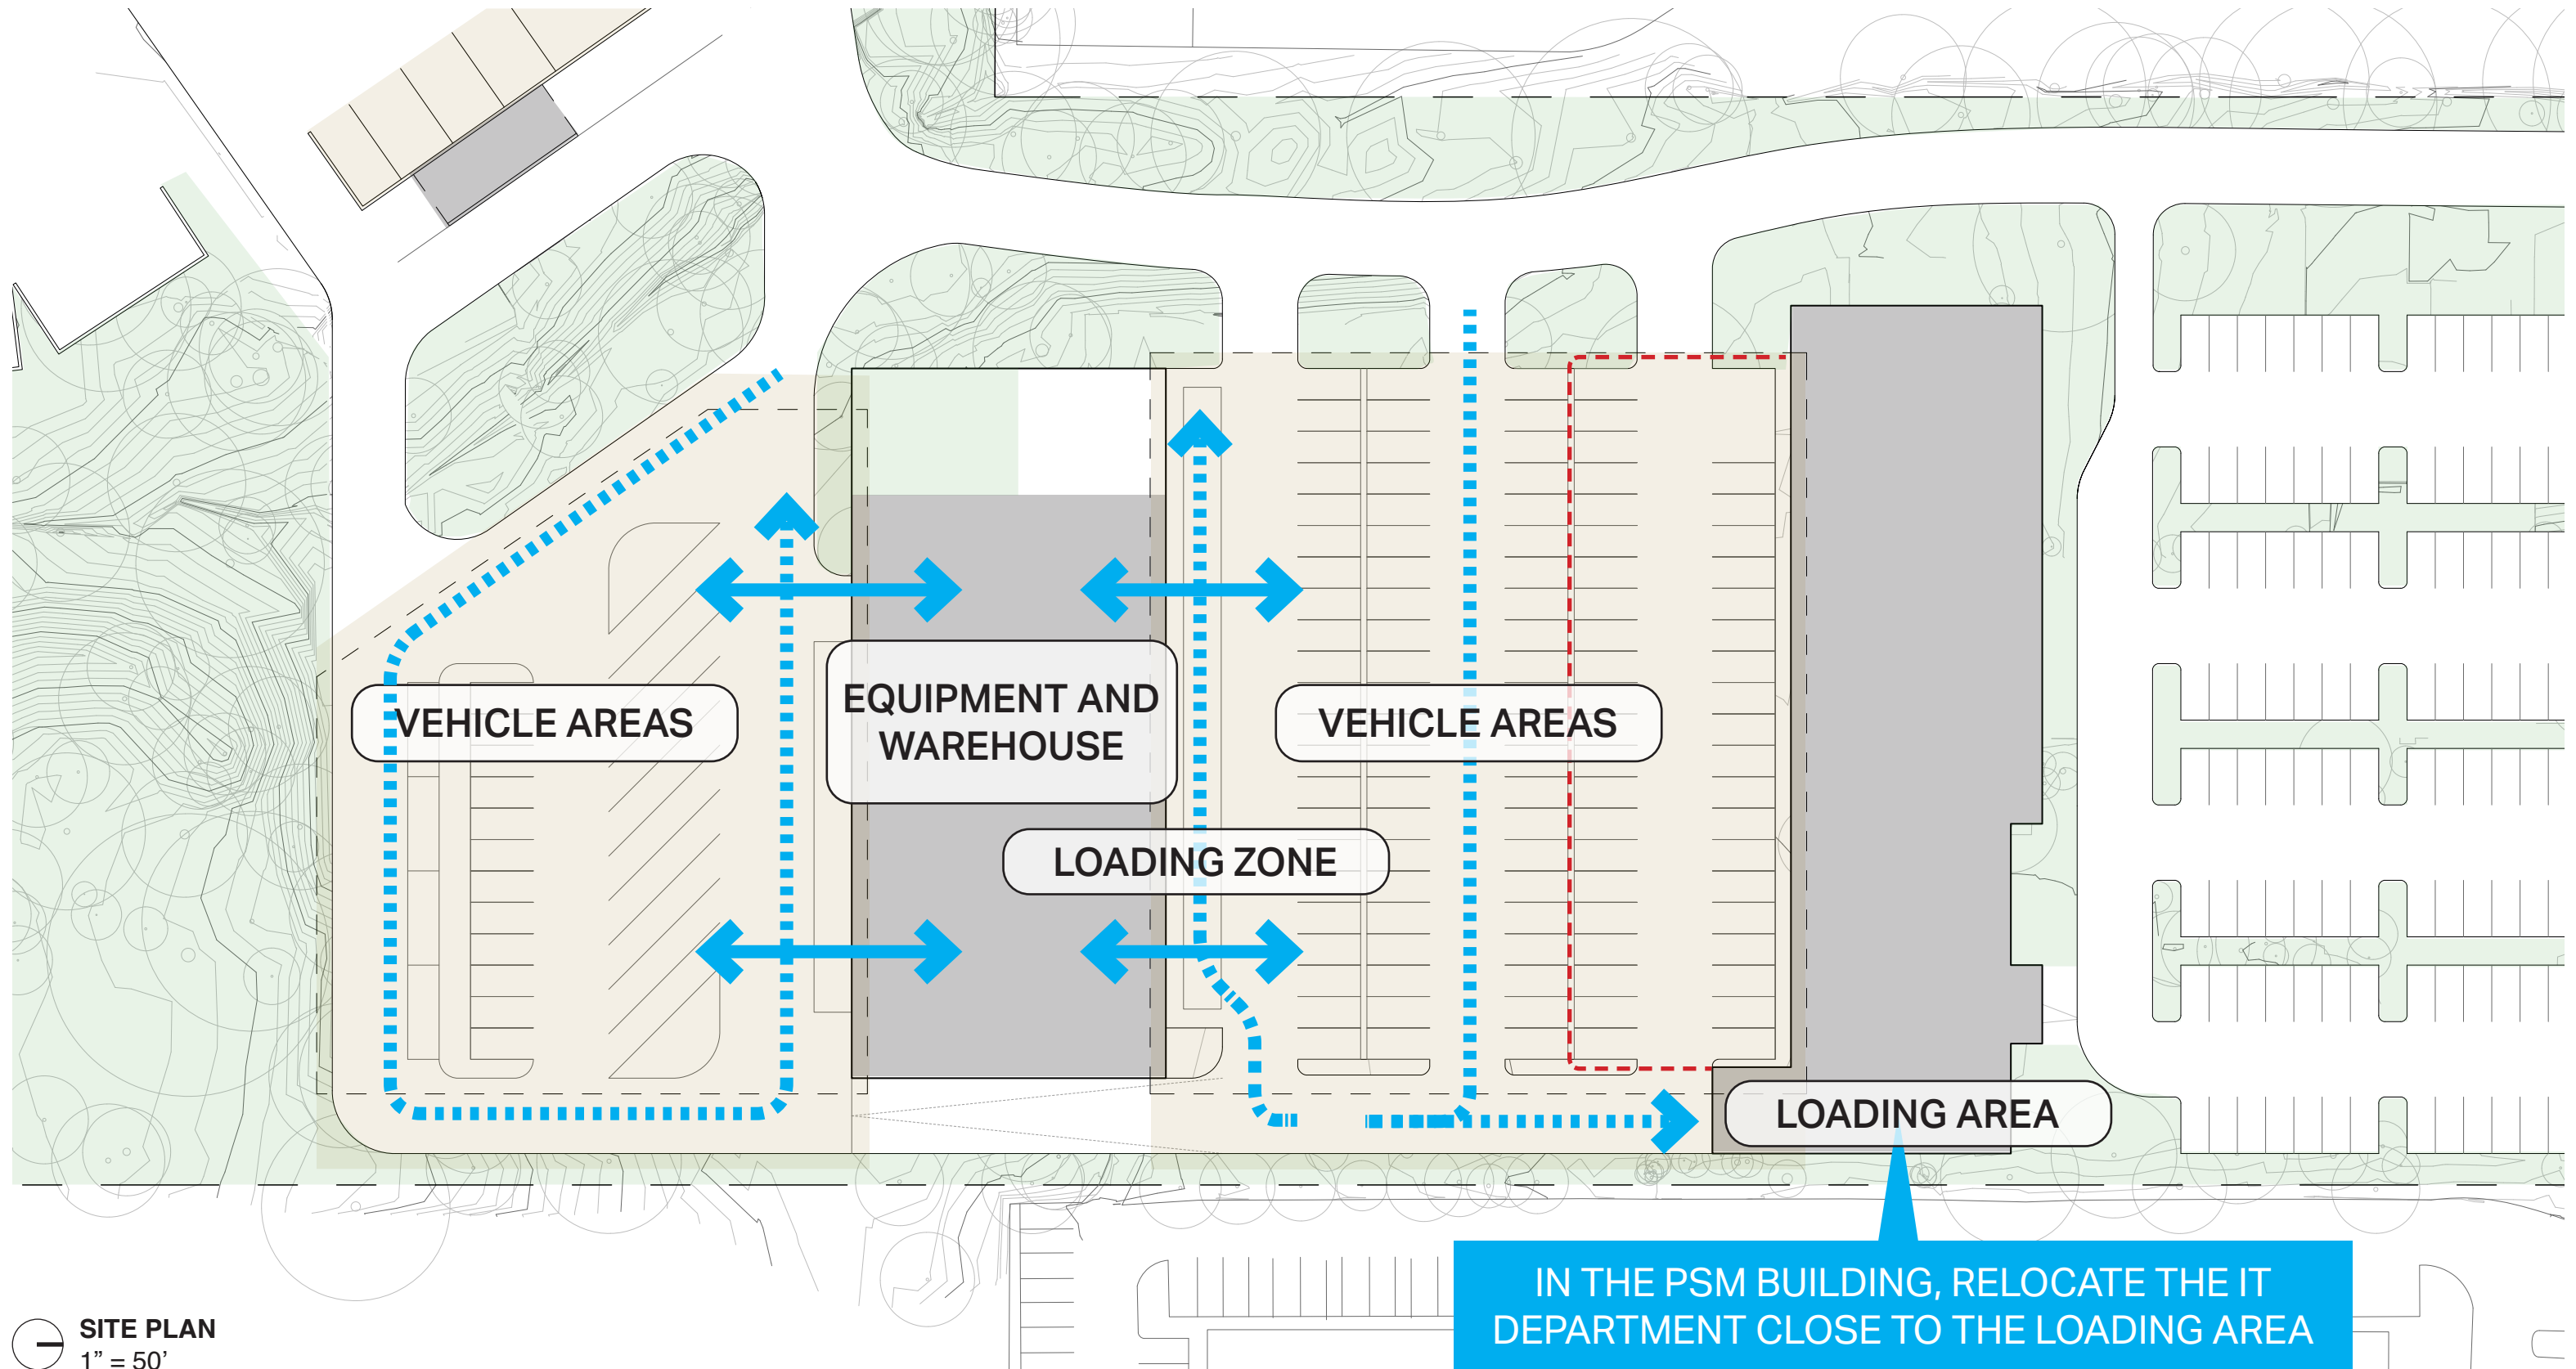 VEHICLE AREAS
EQUIPMENT AND
WAREHOUSE
VEHICLE AREAS
LOADING ZONE
LOADING AREA
IN THE PSM BUILDING, RELOCATE THE IT
DEPARTMENT CLOSE TO THE LOADING AREA
SITE PLAN
1” = 50’